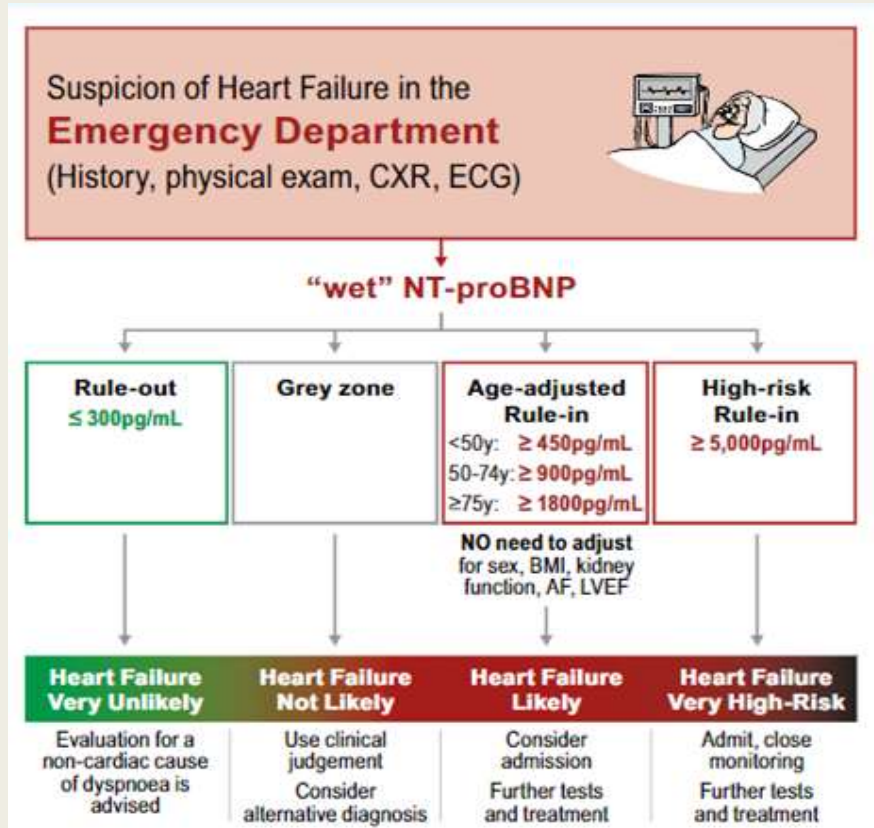 Suspicion of Heart Failure in the
Emergency Department
(History, physical exam, CXR, ECG)
“wet” NT-proBNP
Rule-out
≤ 300pg/mL
Grey zone
Age-adjusted
Rule-in
<50y: ≥ 450pg/mL
50-74y: ≥ 900pg/mL
≥75y: ≥ 1800pg/mL
High-risk
Rule-in
≥ 5,000pg/mL
NO need to adjust
for sex, BMI, kidney
function, AF, LVEF
Heart Failure
Very Unlikely
Evaluation for a
non-cardiac cause
of dyspnoea is
advised
Heart Failure
Not Likely
Use clinical
judgement
Consider
alternative diagnosis
Heart Failure
Likely
Consider
admission
Further tests
and treatment
Heart Failure
Very High-Risk
Admit, close
monitoring
Further tests
and treatment